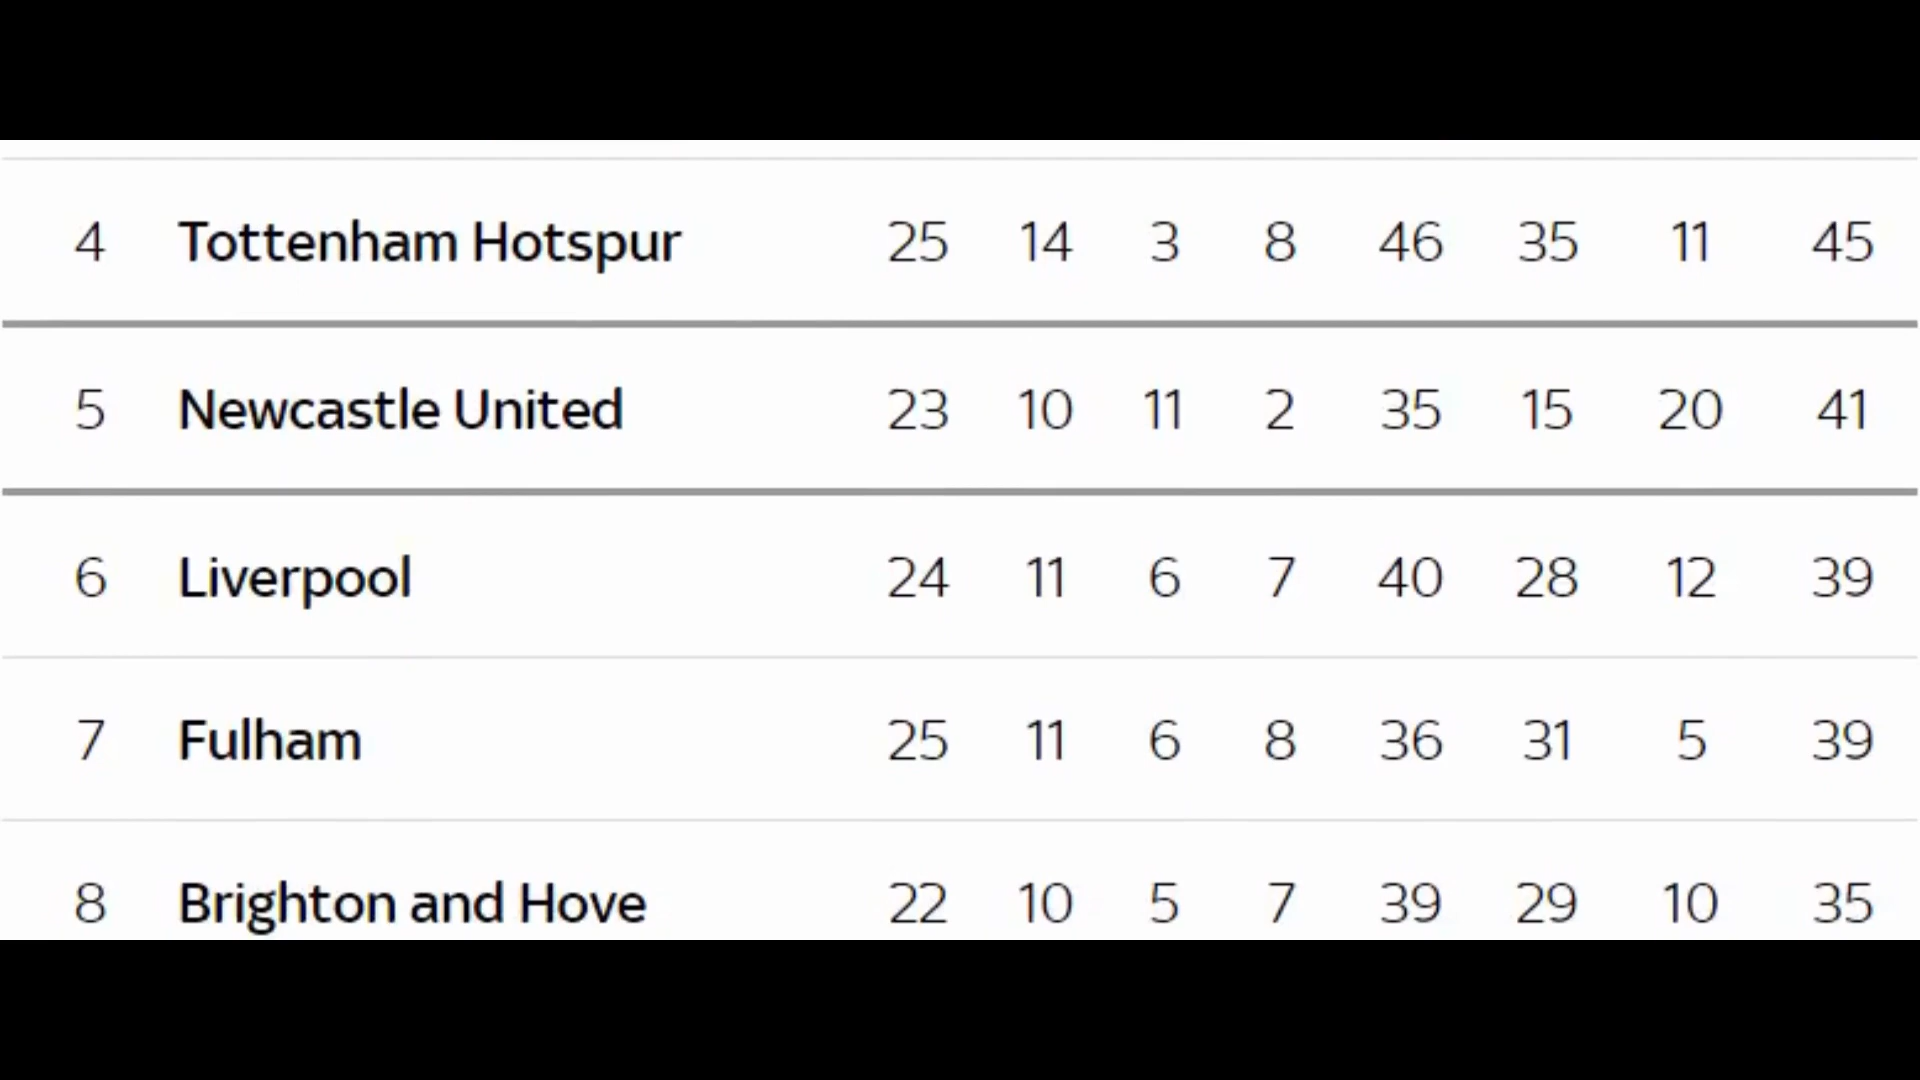 4 Tottenham Hotspur 25 14 3 8 46 35 11 45
5 Newcastle United 23 10 11 2 35 15 20 41
6 Liverpool 24 11 6 7 40 28 12 39
7 Fulham 25 11 6 8 36 31 5 39
8 Brighton and Hove 22 10 5 7 39 29 10 35